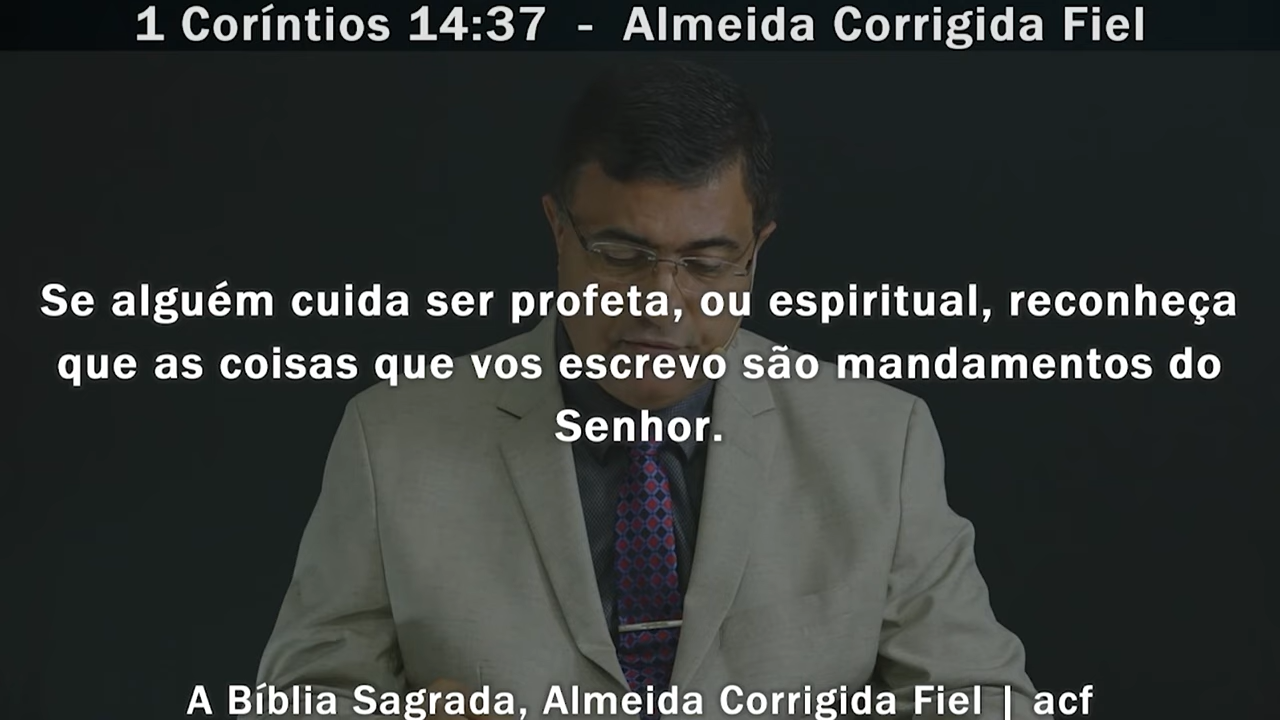 1 Coríntios 14:37 - Almeida Corrigida Fiel
Se alguém cuida ser profeta, ou espiritual, reconheça
que as coisas que vos escrevo são mandamentos do
Senhor.
A Bíblia Sagrada, Almeida Corrigida Fiel | acf